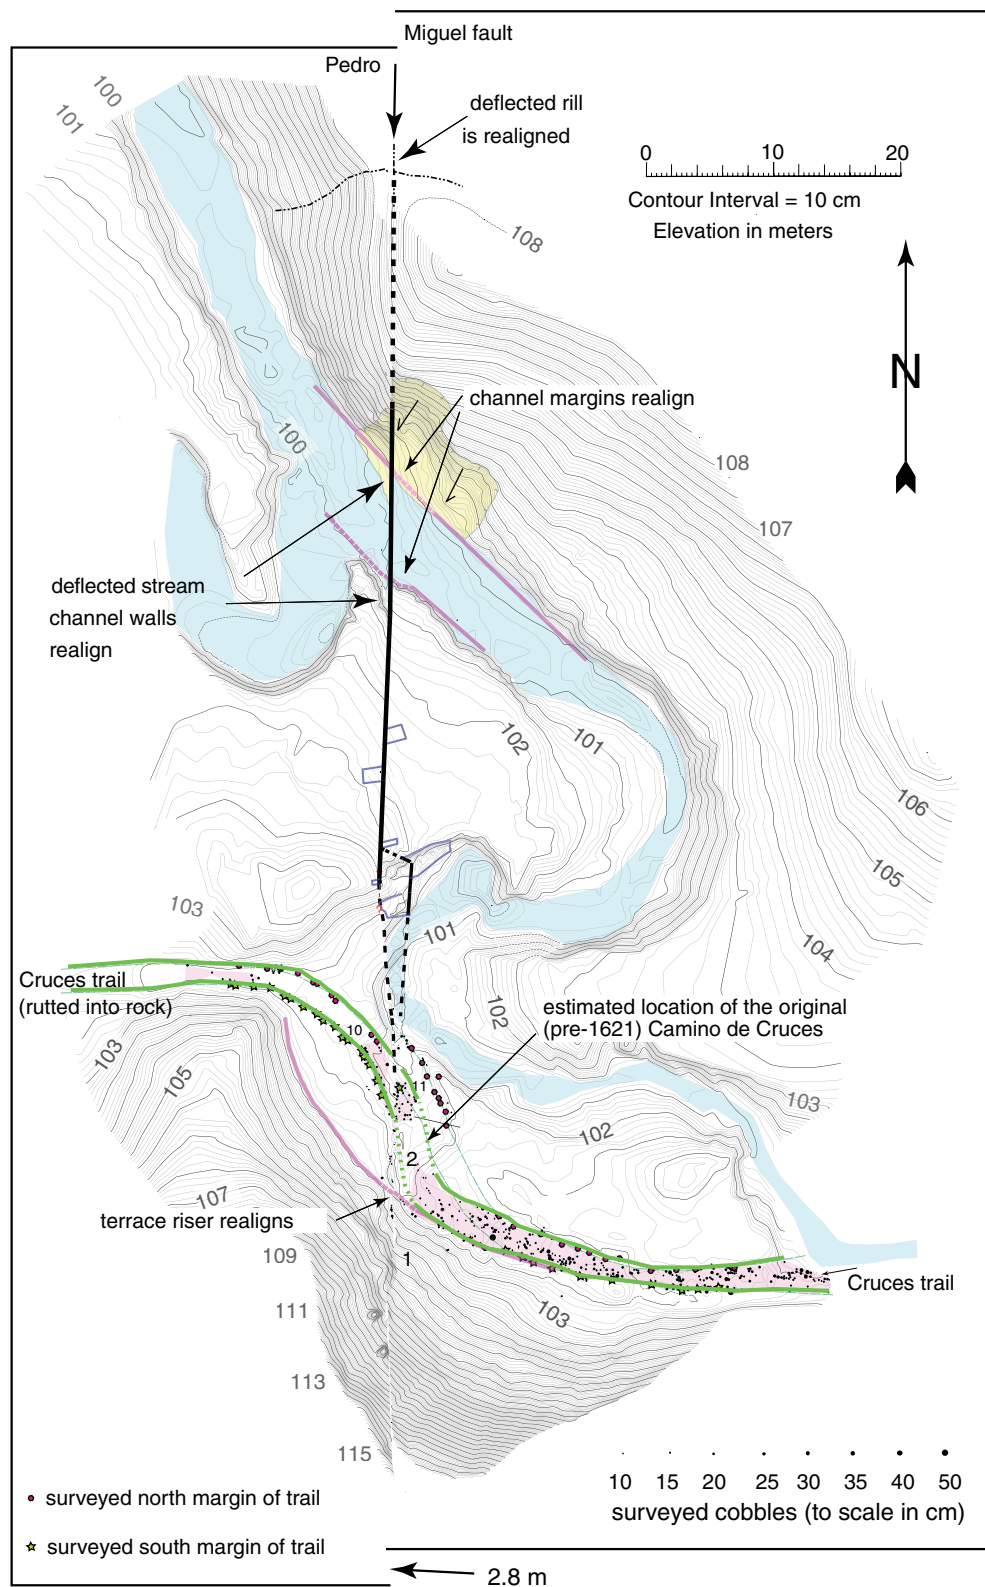 Miguel fault
Pedro
deflected rill
is realigned
0 10 20
Contour Interval = 10 cm
Elevation in meters
100
101
108
N
channel margins realign
100
108
107
deflected stream
channel walls
realign
102
101
106
105
103
101
104
Cruces trail
(rutted into rock)
102
estimated location of the original
(pre-1621) Camino de Cruces
10
103
105
11
103
102
2
107
terrace riser realigns
109
1
Cruces trail
111
103
113
115
10 15 20 25 30 35 40 50
surveyed cobbles (to scale in cm)
surveyed north margin of trail
surveyed south margin of trail
2.8 m